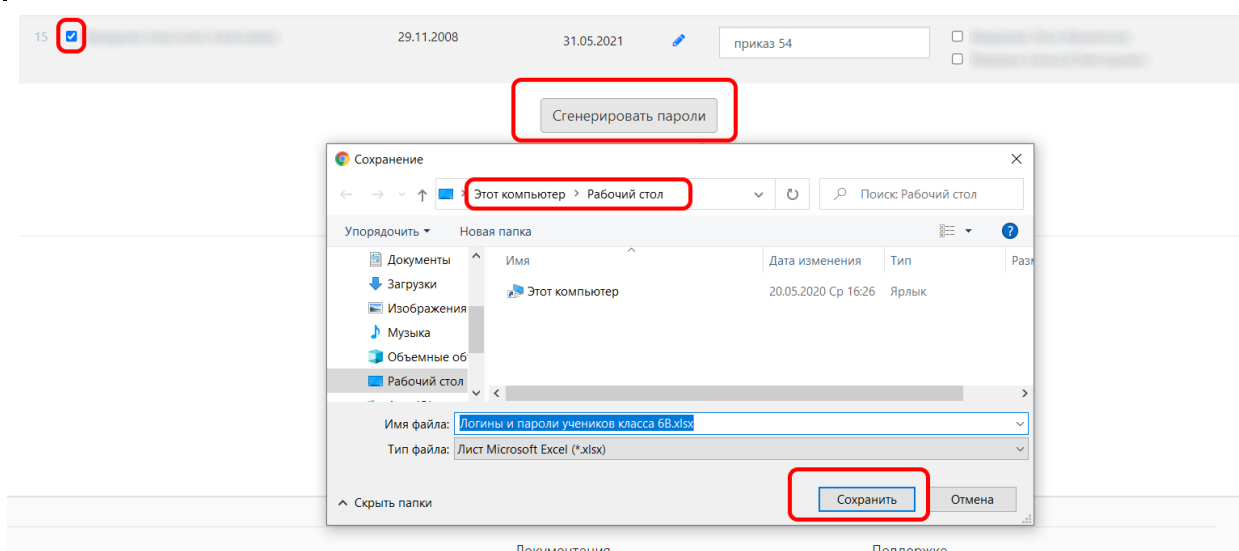 15 29.11.2008 31.05.2021 приказ 54
Сгенерировать пароли
Сохранение
Этот компьютер > Рабочий стол Поиск: Рабочий стол
Упорядочить Новая папка
Документы Имя Дата изменения Тип Разм
Загрузки Этот компьютер 20.05.2020 Ср 16:26 Ярлык
Изображения
Музыка
Объемные об
Рабочий стол
Имя файла: Логины и пароли учеников класса 6В.xlsx
Тип файла: Лист Microsoft Excel (*.xlsx)
Скрыть папки Сохранить Отмена
Документация Поддержка